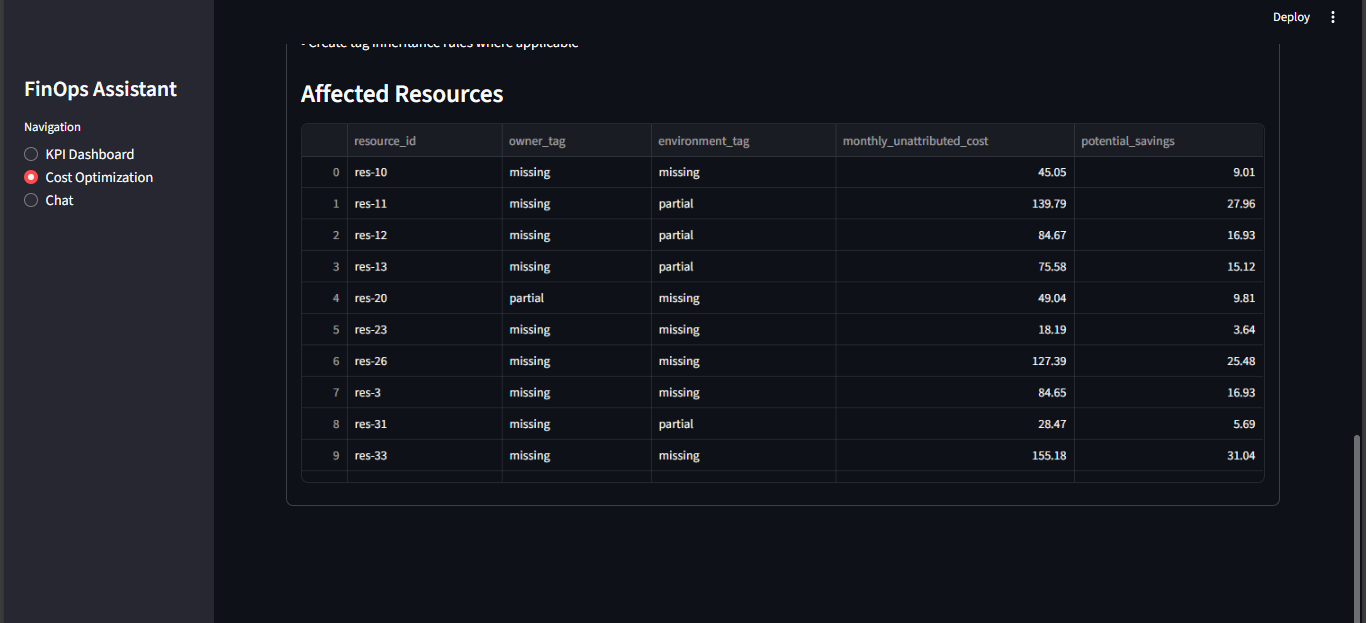 Deploy
- Create tag inheritance rules where applicable
FinOps Assistant
Navigation
KPI Dashboard
Cost Optimization
Chat
Affected Resources
resource_id owner_tag environment_tag monthly_unattributed_cost potential_savings
0 res-10 missing missing 45.05 9.01
1 res-11 missing partial 139.79 27.96
2 res-12 missing partial 84.67 16.93
3 res-13 missing partial 75.58 15.12
4 res-20 partial missing 49.04 9.81
5 res-23 missing missing 18.19 3.64
6 res-26 missing missing 127.39 25.48
7 res-3 missing missing 84.65 16.93
8 res-31 missing partial 28.47 5.69
9 res-33 missing missing 155.18 31.04